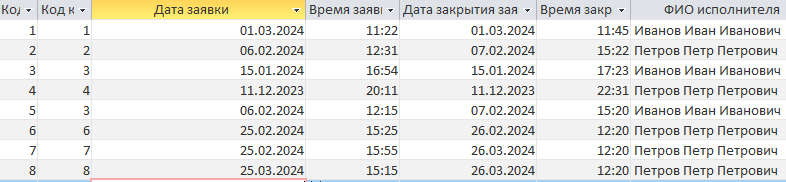 Код Код к Дата заявки Время заяв Дата закрытия зая Время закр ФИО исполнителя
1 1 01.03.2024 11:22 01.03.2024 11:45 Иванов Иван Иванович
2 2 06.02.2024 12:31 07.02.2024 15:22 Петров Петр Петрович
3 3 15.01.2024 16:54 15.01.2024 17:23 Иванов Иван Иванович
4 4 11.12.2023 20:11 11.12.2023 22:31 Петров Петр Петрович
5 3 06.02.2024 12:15 07.02.2024 15:20 Иванов Иван Иванович
6 6 25.02.2024 15:25 26.02.2024 12:20 Петров Петр Петрович
7 7 25.02.2024 15:55 26.03.2024 12:20 Петров Петр Петрович
8 8 25.03.2024 15:15 26.03.2024 12:20 Петров Петр Петрович